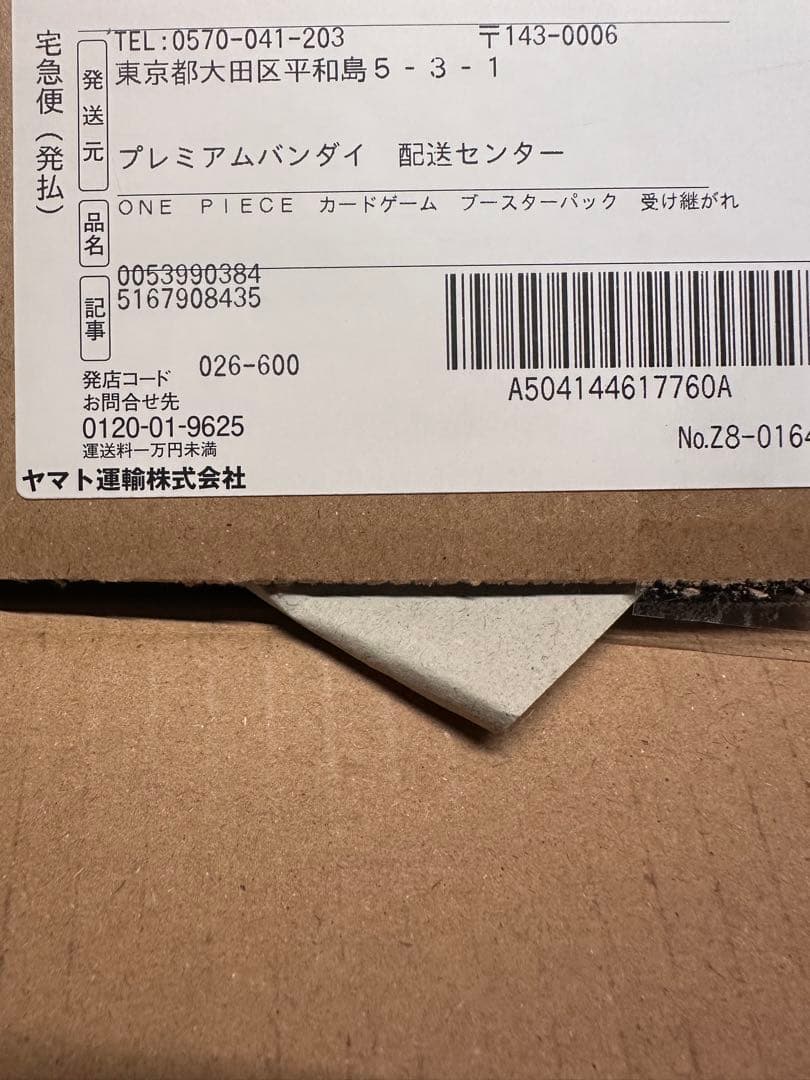 宅急便(発払)
TEL:0570-041-203 〒143-0006
発送元
東京都大田区平和島5-3-1
プレミアムバンダイ 配送センター
品名
ONE PIECE カードゲーム ブースターパック 受け継がれ
記事
0053990384
5167908435
発店コード 026-600
お問合せ先
0120-01-9625
運送料一万円未満
ヤマト運輸株式会社
A504144617760A
No.Z8-0164